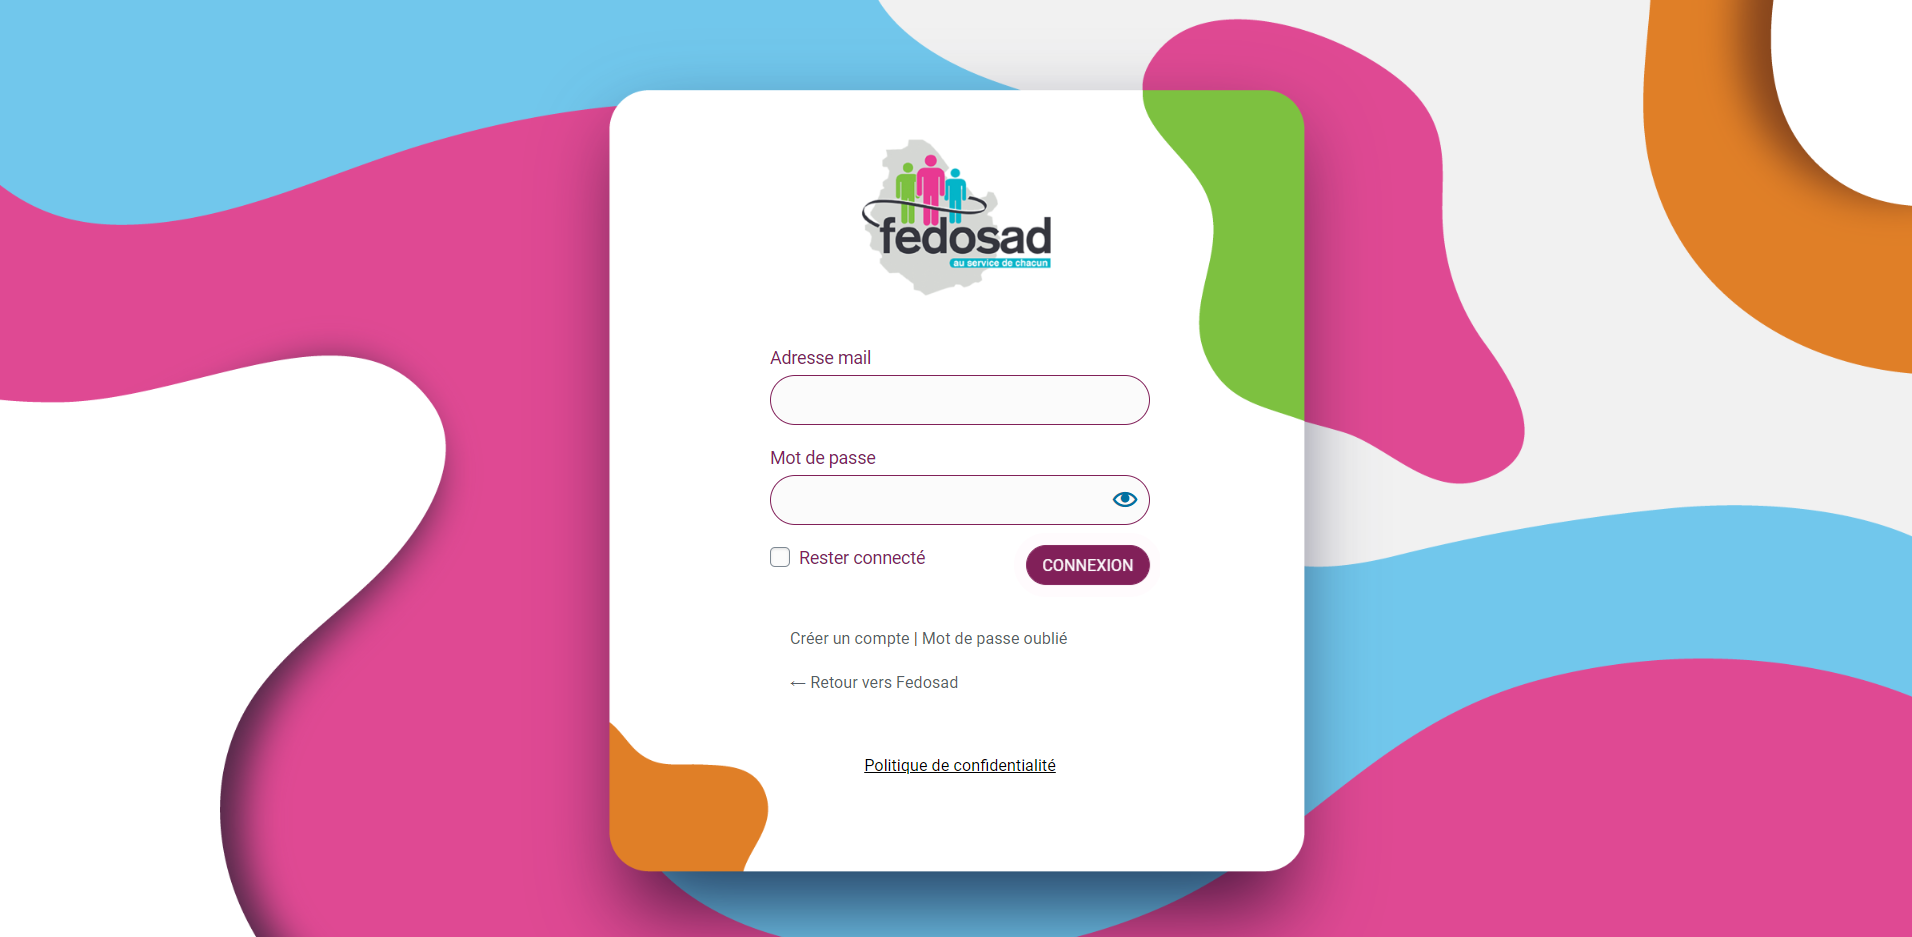 fedosad
au service de chacun
Adresse mail
Mot de passe
Rester connecté
CONNEXION
Créer un compte | Mot de passe oublié
← Retour vers Fedosad
Politique de confidentialité